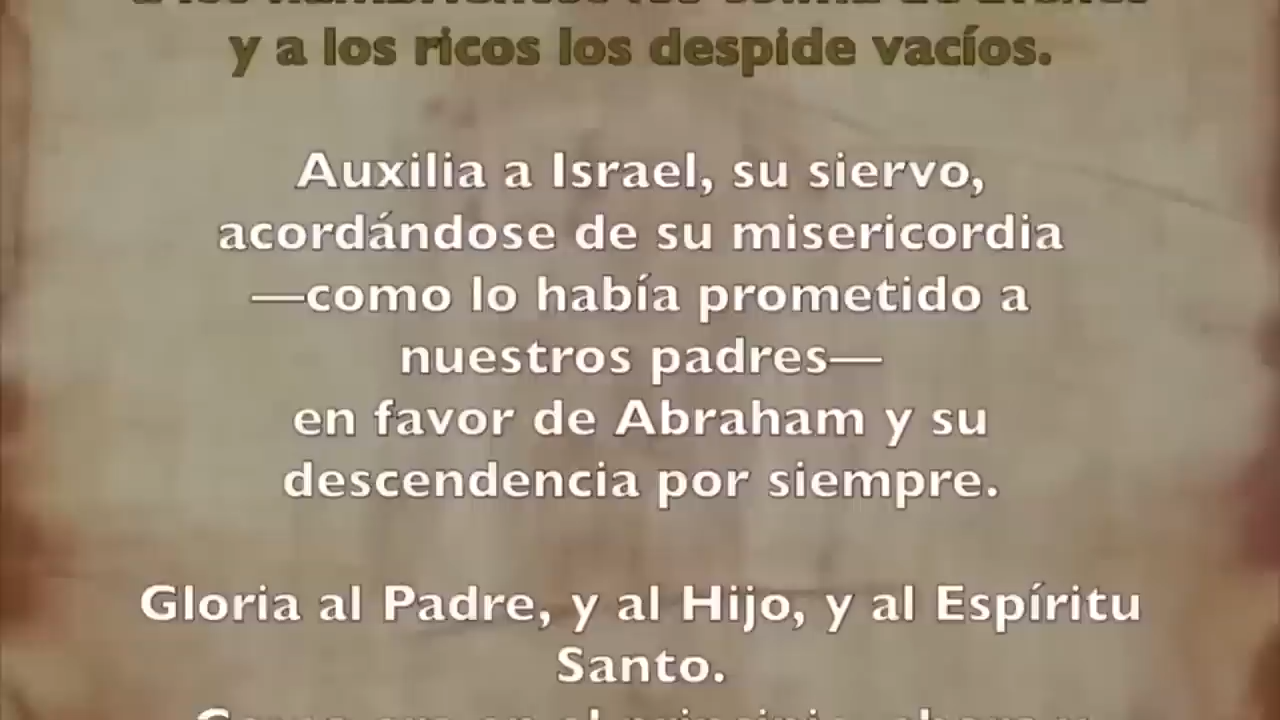 y a los ricos los despide vacíos.
Auxilia a Israel, su siervo,
acordándose de su misericordia
—como lo había prometido a
nuestros padres—
en favor de Abraham y su
descendencia por siempre.
Gloria al Padre, y al Hijo, y al Espíritu
Santo.